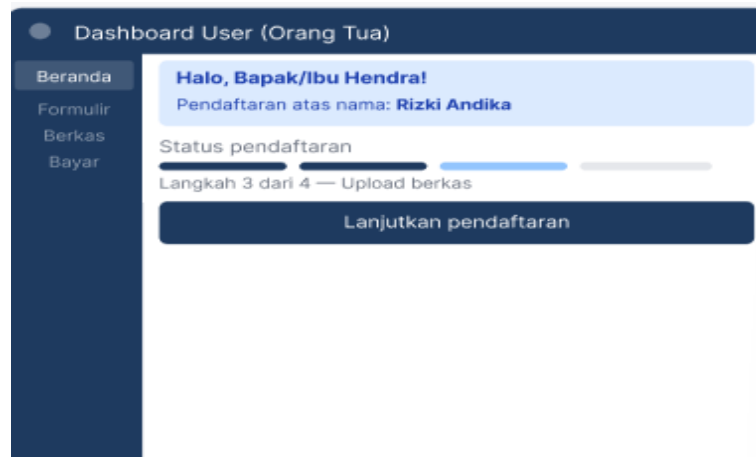 Dashboard User (Orang Tua)
Beranda
Formulir
Berkas
Bayar
Halo, Bapak/Ibu Hendra!
Pendaftaran atas nama: Rizki Andika
Status pendaftaran
Langkah 3 dari 4 — Upload berkas
Lanjutkan pendaftaran